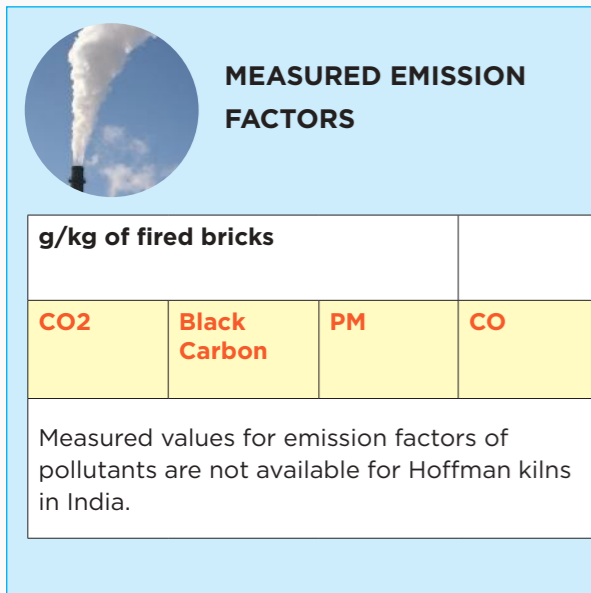 MEASURED EMISSION
FACTORS
g/kg of fired bricks
CO2
Black
Carbon
PM
CO
Measured values for emission factors of
pollutants are not available for Hoffman kilns
in India.